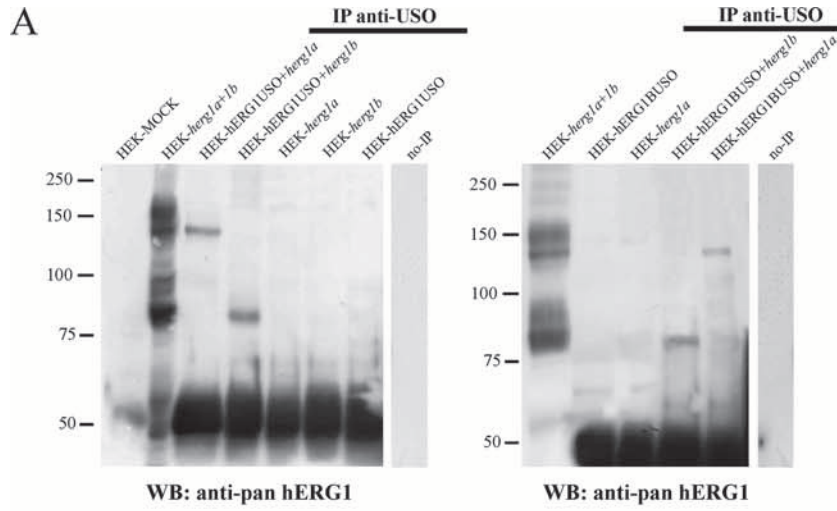 A
IP anti-USO
HEK-MOCK
HEK-herg1a+1b
HEK-hERG1USO+herg1a
HEK-hERG1USO+herg1b
HEK-herg1a
HEK-herg1b
HEK-hERG1USO
no-IP
250
150
100
75
50
WB: anti-pan hERG1
IP anti-USO
HEK-herg1a+1b
HEK-hERG1BUSO
HEK-herg1a
HEK-hERG1BUSO+herg1b
HEK-hERG1BUSO+herg1a
no-IP
250
150
100
75
50
WB: anti-pan hERG1